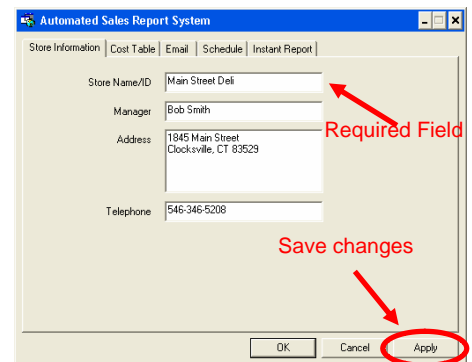 Automated Sales Report System
Store Information Cost Table Email Schedule Instant Report
Store Name/ID Main Street Deli
Manager Bob Smith
Required Field
Address 1845 Main Street
Clocksville, CT 83529
Telephone 546-346-5208
Save changes
OK Cancel Apply